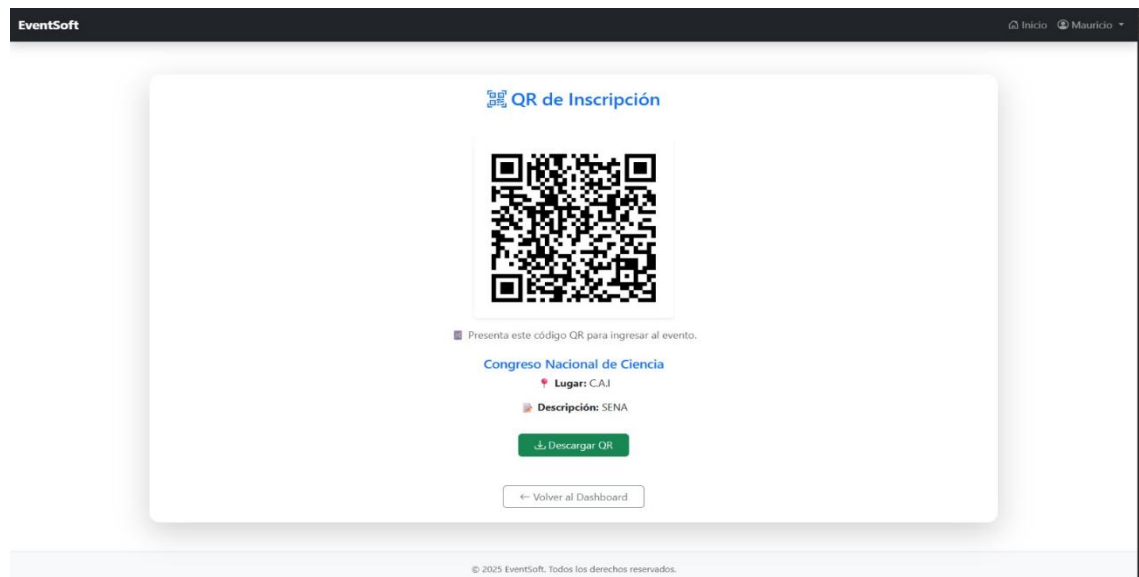 EventSoft
Inicio Mauricio
QR de Inscripción
Presenta este código QR para ingresar al evento.
Congreso Nacional de Ciencia
Lugar: C.A.I
Descripción: SENA
Descargar QR
← Volver al Dashboard
© 2025 EventSoft. Todos los derechos reservados.